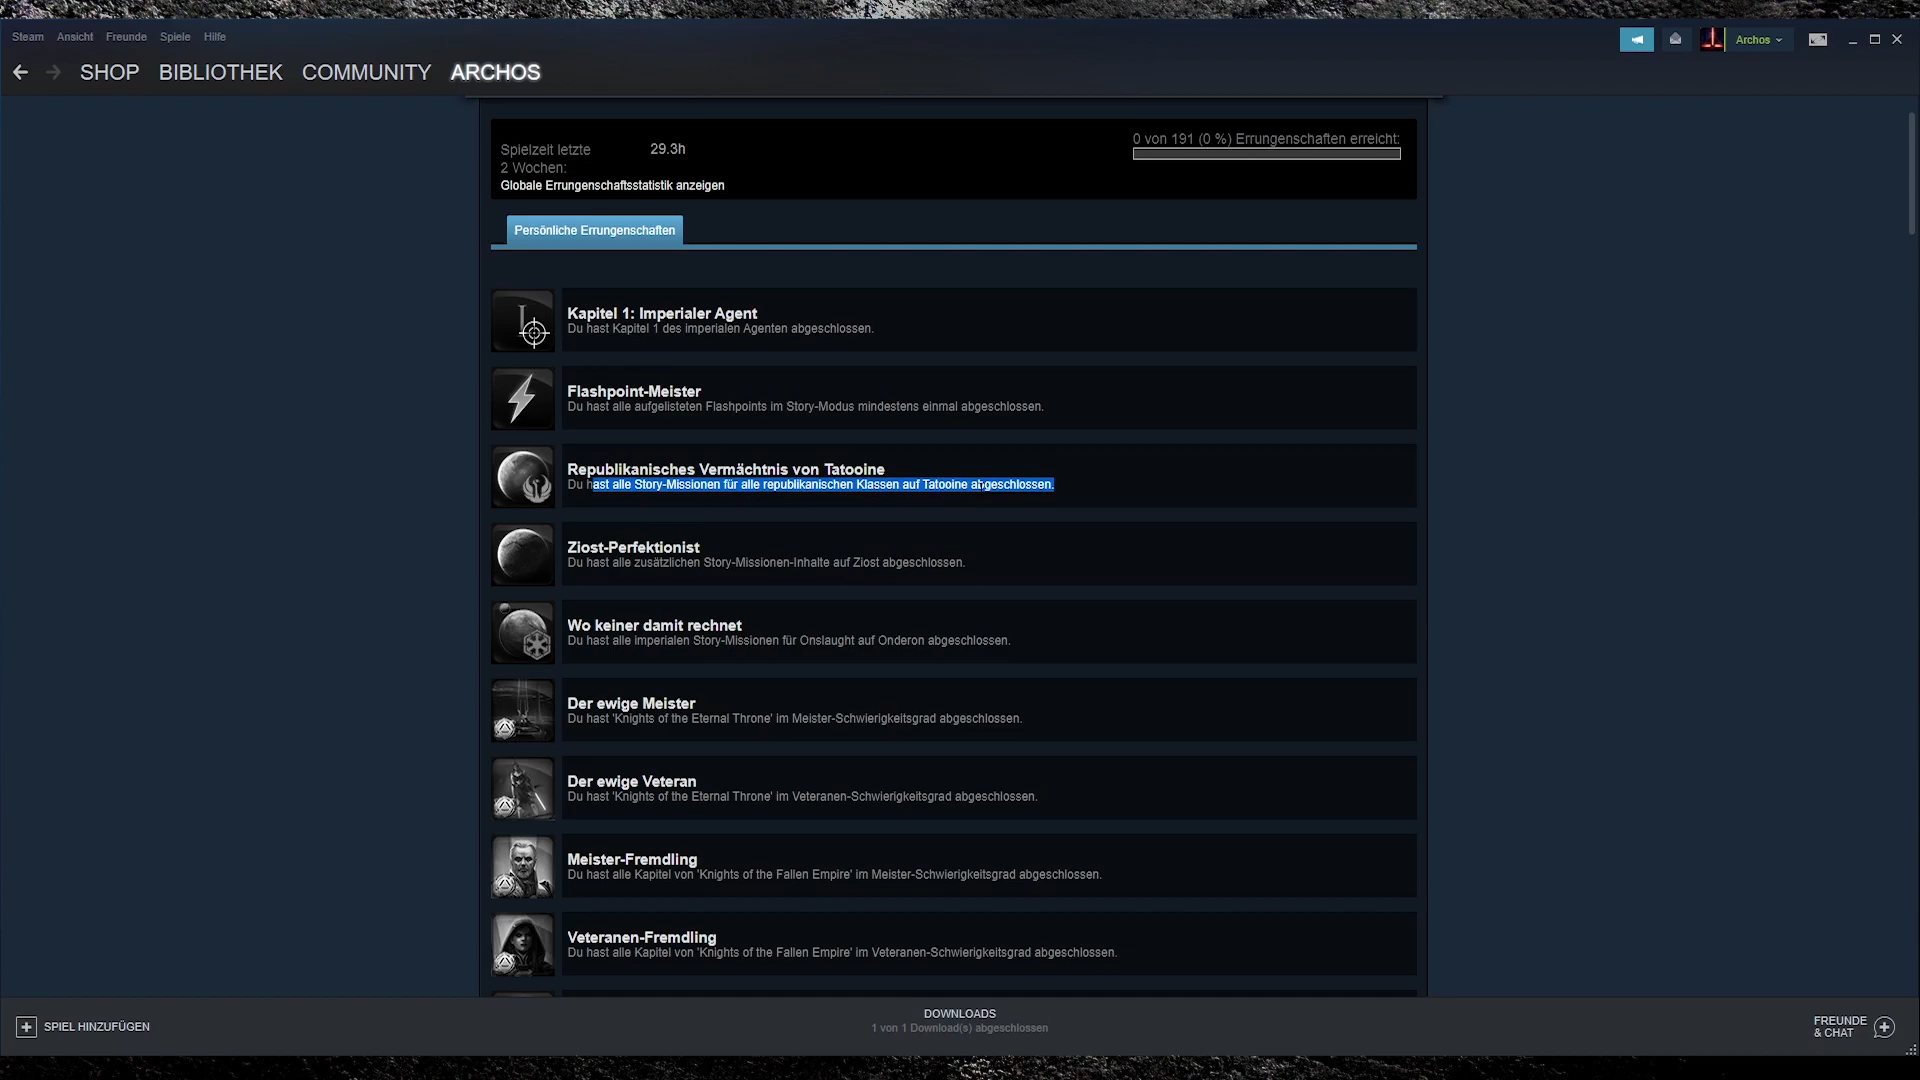 Steam Ansicht Freunde Spiele Hilfe
Archos
SHOP BIBLIOTHEK COMMUNITY ARCHOS
Spielzeit letzte 2 Wochen: 29.3h
0 von 191 (0 %) Errungenschaften erreicht:
Globale Errungenschaftsstatistik anzeigen
Persönliche Errungenschaften
Kapitel 1: Imperialer Agent
Du hast Kapitel 1 des imperialen Agenten abgeschlossen.
Flashpoint-Meister
Du hast alle aufgelisteten Flashpoints im Story-Modus mindestens einmal abgeschlossen.
Republikanisches Vermächtnis von Tatooine
Du hast alle Story-Missionen für alle republikanischen Klassen auf Tatooine abgeschlossen.
Ziost-Perfektionist
Du hast alle zusätzlichen Story-Missionen-Inhalte auf Ziost abgeschlossen.
Wo keiner damit rechnet
Du hast alle imperialen Story-Missionen für Onslaught auf Onderon abgeschlossen.
Der ewige Meister
Du hast 'Knights of the Eternal Throne' im Meister-Schwierigkeitsgrad abgeschlossen.
Der ewige Veteran
Du hast 'Knights of the Eternal Throne' im Veteranen-Schwierigkeitsgrad abgeschlossen.
Meister-Fremdling
Du hast alle Kapitel von 'Knights of the Fallen Empire' im Meister-Schwierigkeitsgrad abgeschlossen.
Veteranen-Fremdling
Du hast alle Kapitel von 'Knights of the Fallen Empire' im Veteranen-Schwierigkeitsgrad abgeschlossen.
SPIEL HINZUFÜGEN
DOWNLOADS
1 von 1 Download(s) abgeschlossen
FREUNDE
& CHAT